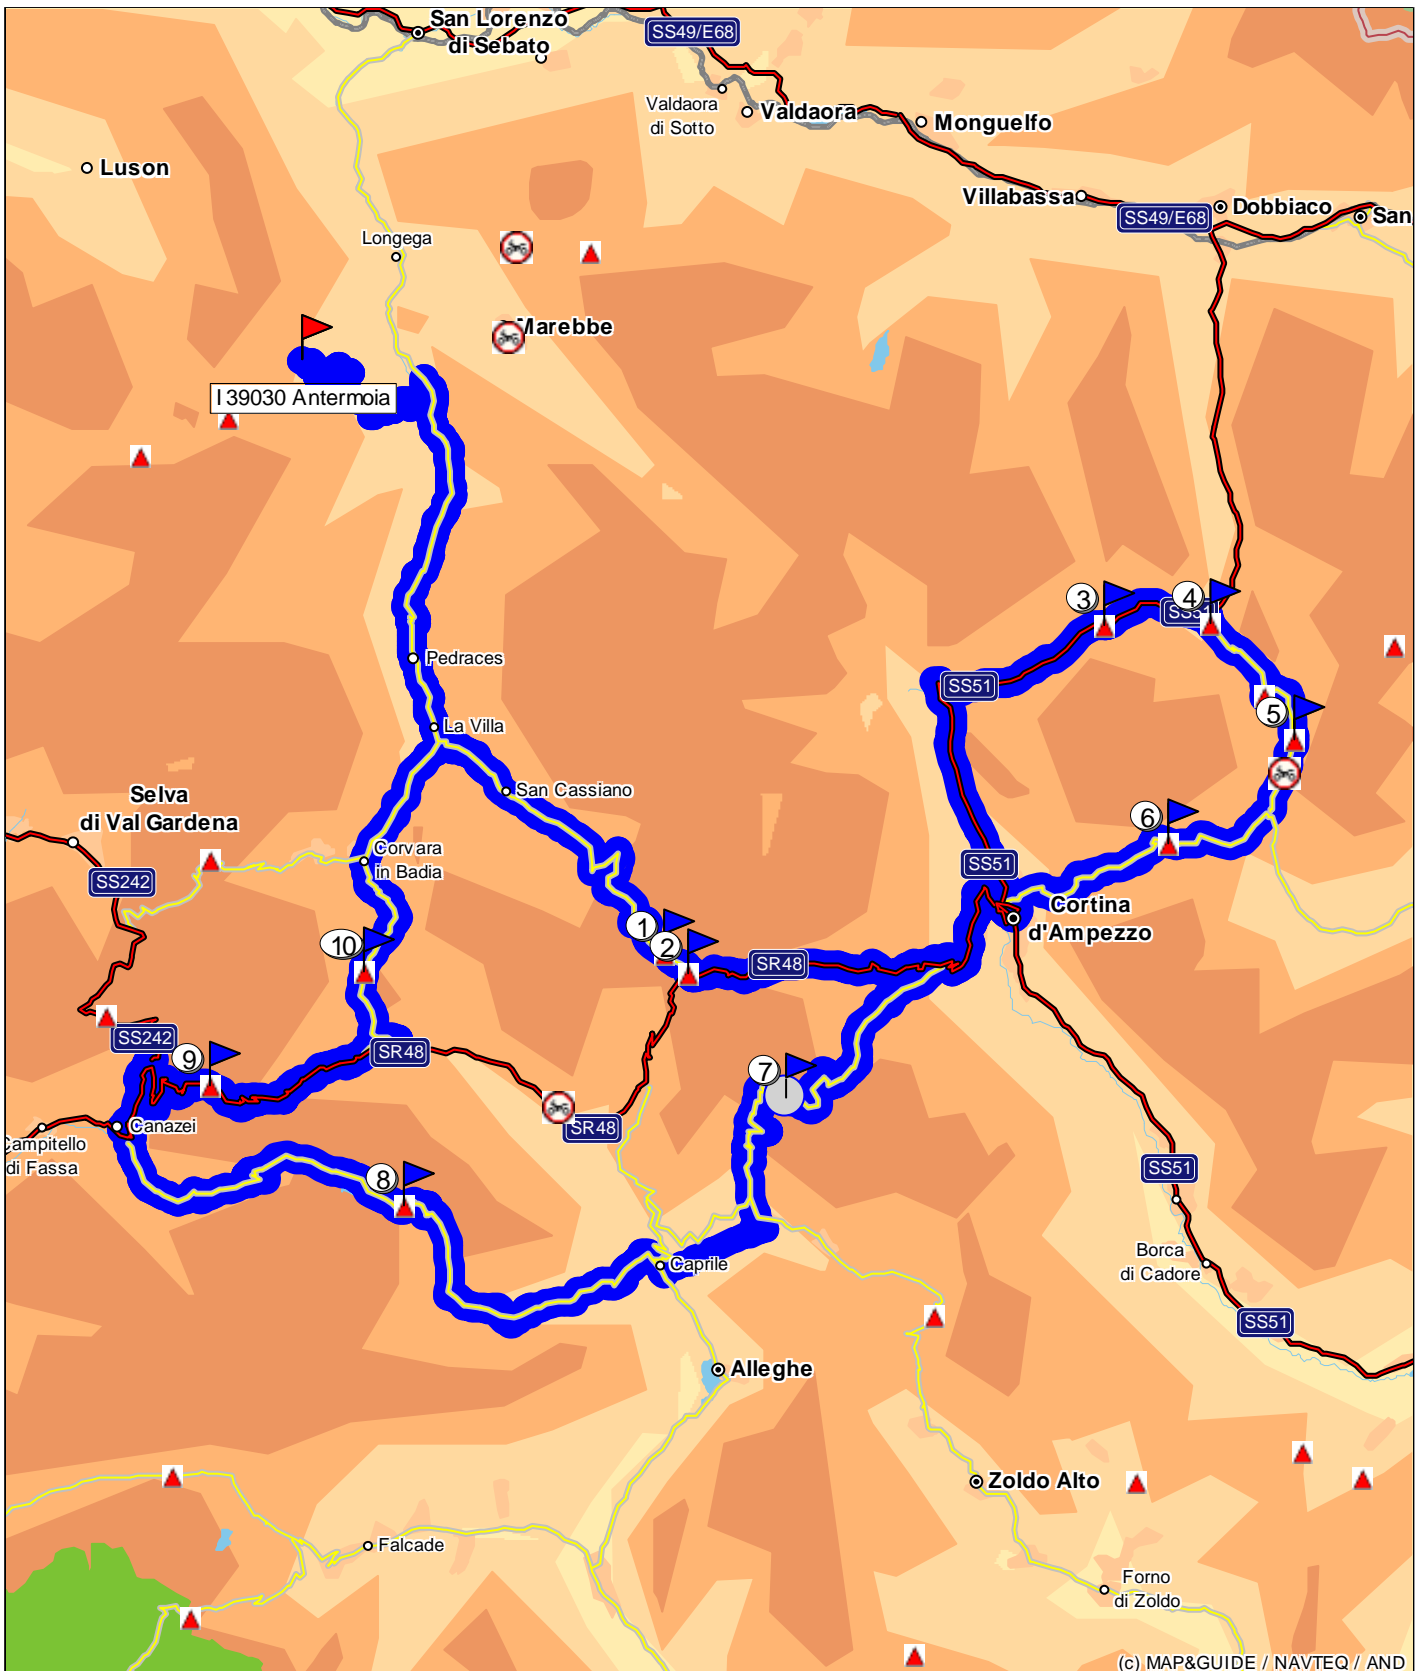 San Lorenzo
di Sebato
SS49/E68
Valdaora
di Sotto
Valdaora
Monguelfo
Luson
Villabassa
SS49/E68
Dobbiaco
San
Longega
Marebbe
I 39030 Antermoia
3
4
SS51
SS51
5
Pedraces
La Villa
San Cassiano
6
Selva
di Val Gardena
Corvara
in Badia
SS242
SS51
Cortina
d'Ampezzo
1
2
10
SR48
SS242
9
SR48
7
SR48
Canazei
Campitello
di Fassa
8
SS51
Caprile
Borca
di Cadore
SS51
Alleghe
Zoldo Alto
Falcade
Forno
di Zoldo
(c) MAP&GUIDE / NAVTEQ / AND